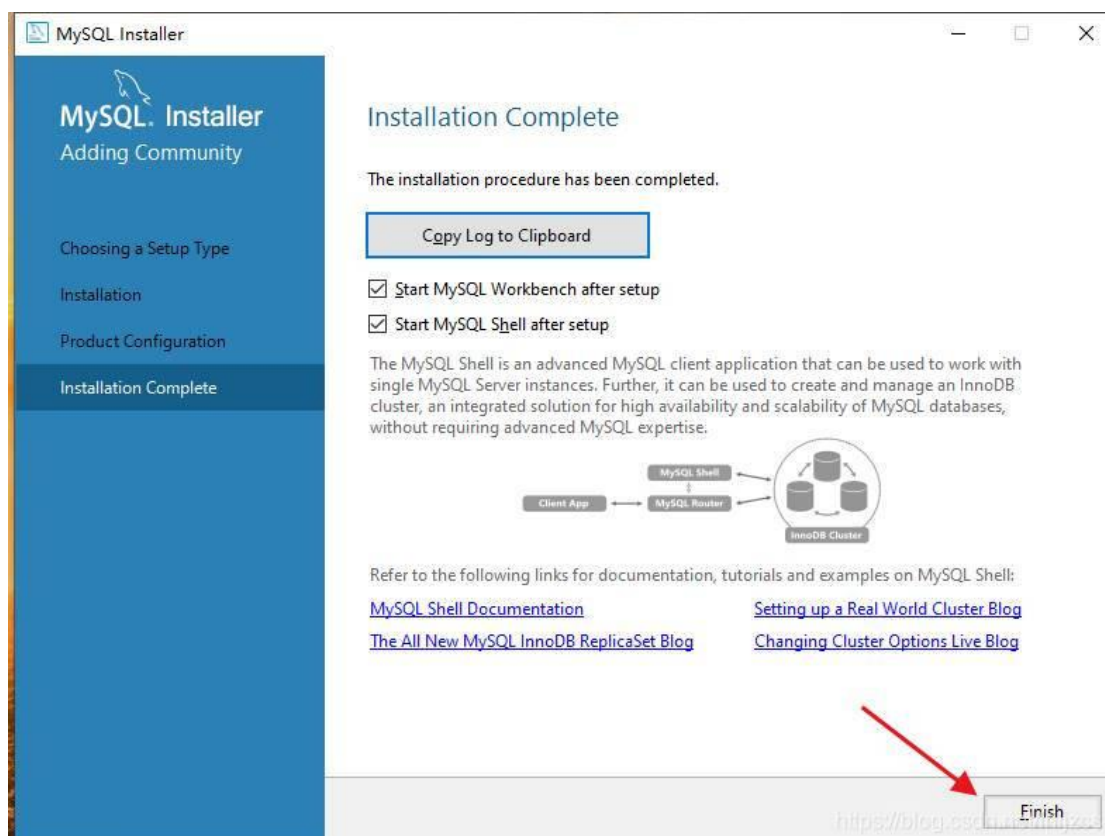 MySQL Installer
MySQL. Installer
Adding Community
Choosing a Setup Type
Installation
Product Configuration
Installation Complete
Installation Complete
The installation procedure has been completed.
Copy Log to Clipboard
Start MySQL Workbench after setup
Start MySQL Shell after setup
The MySQL Shell is an advanced MySQL client application that can be used to work with
single MySQL Server instances. Further, it can be used to create and manage an InnoDB
cluster, an integrated solution for high availability and scalability of MySQL databases,
without requiring advanced MySQL expertise.
MySQL Shell
Client App
MySQL Router
InnoDB Cluster
Refer to the following links for documentation, tutorials and examples on MySQL Shell:
MySQL Shell Documentation
Setting up a Real World Cluster Blog
The All New MySQL InnoDB ReplicaSet Blog
Changing Cluster Options Live Blog
Finish